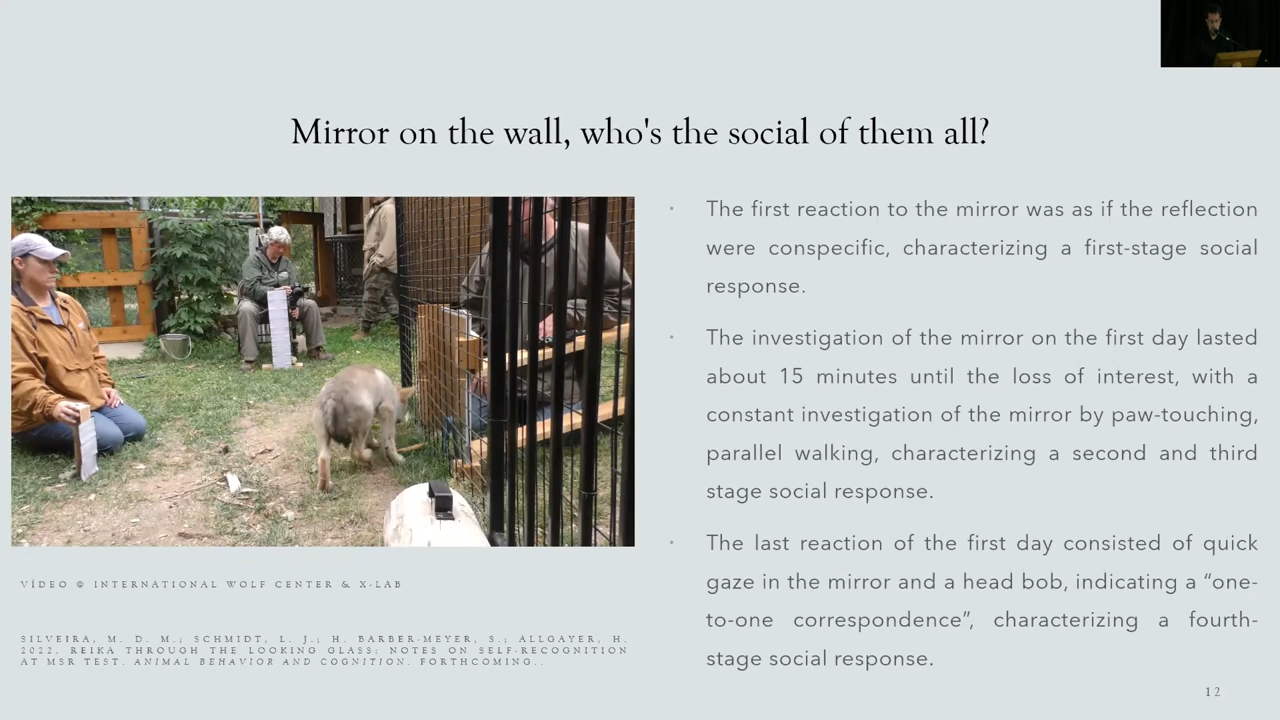 Mirror on the wall, who's the social of them all?
• The first reaction to the mirror was as if the reflection
were conspecific, characterizing a first-stage social
response.
• The investigation of the mirror on the first day lasted
about 15 minutes until the loss of interest, with a
constant investigation of the mirror by paw-touching,
parallel walking, characterizing a second and third
stage social response.
• The last reaction of the first day consisted of quick
gaze in the mirror and a head bob, indicating a “one-
to-one correspondence”, characterizing a fourth-
stage social response.
VÍDEO @ INTERNATIONAL WOLF CENTER & X-LAB
SILVEIRA, M. D. M.; SCHMIDT, L. J.; H. BARBER-MEYER, S.; ALLGAYER, H.
2022. REIKA THROUGH THE LOOKING GLASS: NOTES ON SELF-RECOGNITION
AT MSR TEST. ANIMAL BEHAVIOR AND COGNITION. FORTHCOMING..
12